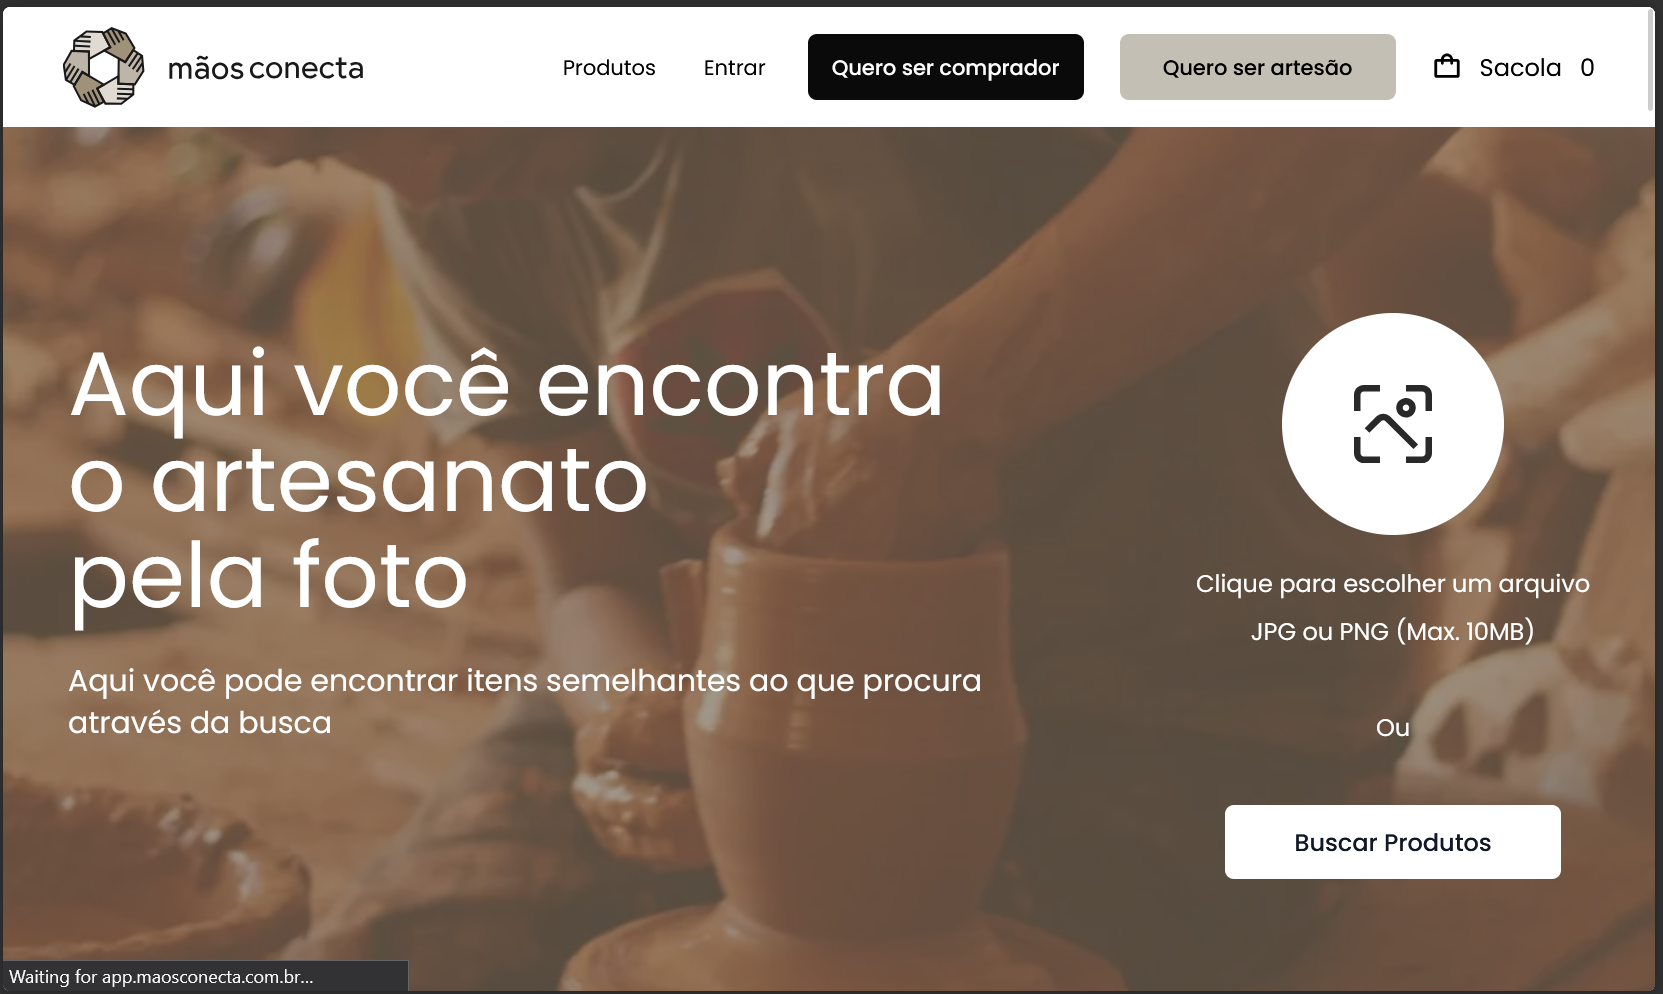 mãos conecta
Produtos
Entrar
Quero ser comprador
Quero ser artesão
Sacola 0
Aqui você encontra
o artesanato
pela foto
Aqui você pode encontrar itens semelhantes ao que procura
através da busca
Clique para escolher um arquivo
JPG ou PNG (Max. 10MB)
Ou
Buscar Produtos
Waiting for app.maosconecta.com.br...